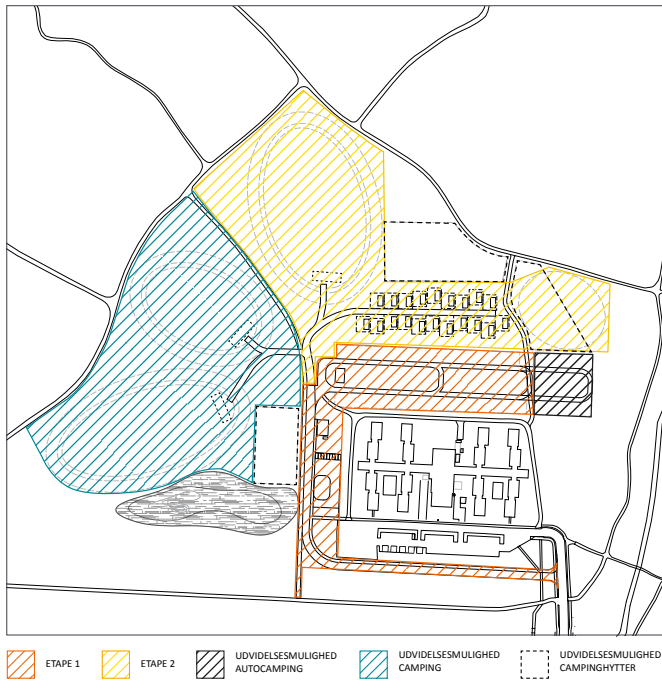 ETAPE 1
ETAPE 2
UDVIDELSESMULIGHED
AUTOCAMPING
UDVIDELSESMULIGHED
CAMPING
UDVIDELSESMULIGHED
CAMPINGHYTTER